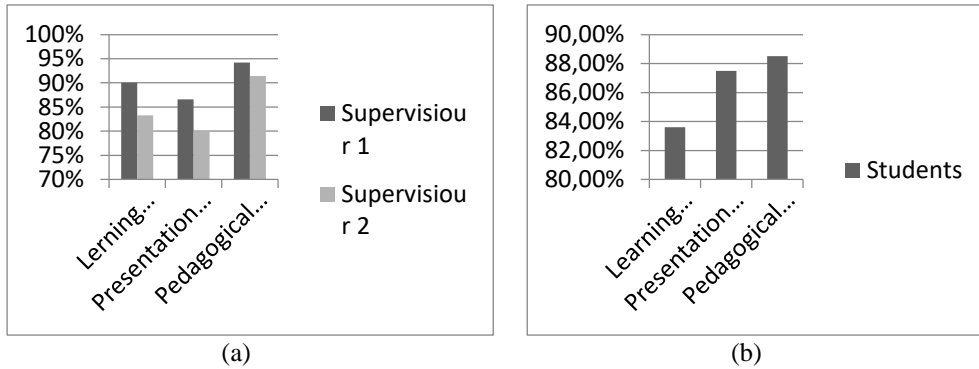 100%
95%
90%
85%
80%
75%
70%
Lerning...
Presentation...
Pedagogical...
Supervisiou
r 1
Supervisiou
r 2
(a)
90,00%
88,00%
86,00%
84,00%
82,00%
80,00%
Learning...
Presentation...
Pedagogical...
Students
(b)